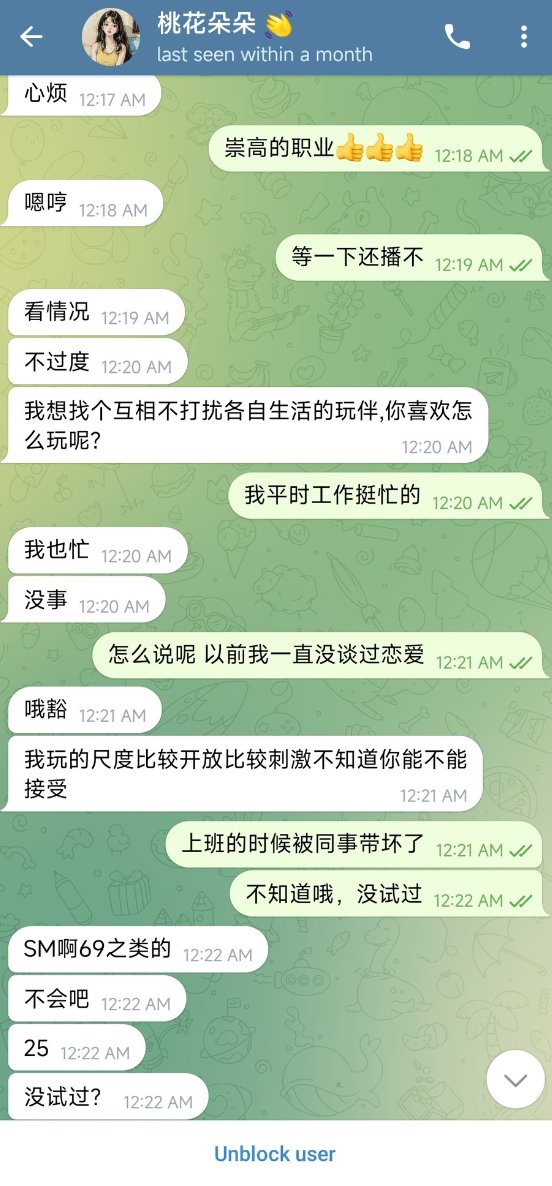 桃花朵朵 👋
last seen within a month
心烦 12:17 AM
崇高的职业👍👍👍 12:18 AM
嗯哼 12:18 AM
等一下还播不 12:19 AM
看情况 12:19 AM
不过度 12:20 AM
我想找个互相不打扰各自生活的玩伴,你喜欢怎
么玩呢? 12:20 AM
我平时工作挺忙的 12:20 AM
我也忙 12:20 AM
没事 12:20 AM
怎么说呢 以前我一直没谈过恋爱 12:21 AM
哦豁 12:21 AM
我玩的尺度比较开放比较刺激不知道你能不能
接受 12:21 AM
上班的时候被同事带坏了 12:21 AM
不知道哦，没试过 12:22 AM
SM啊69之类的 12:22 AM
不会吧 12:22 AM
25 12:22 AM
没试过？ 12:22 AM
Unblock user